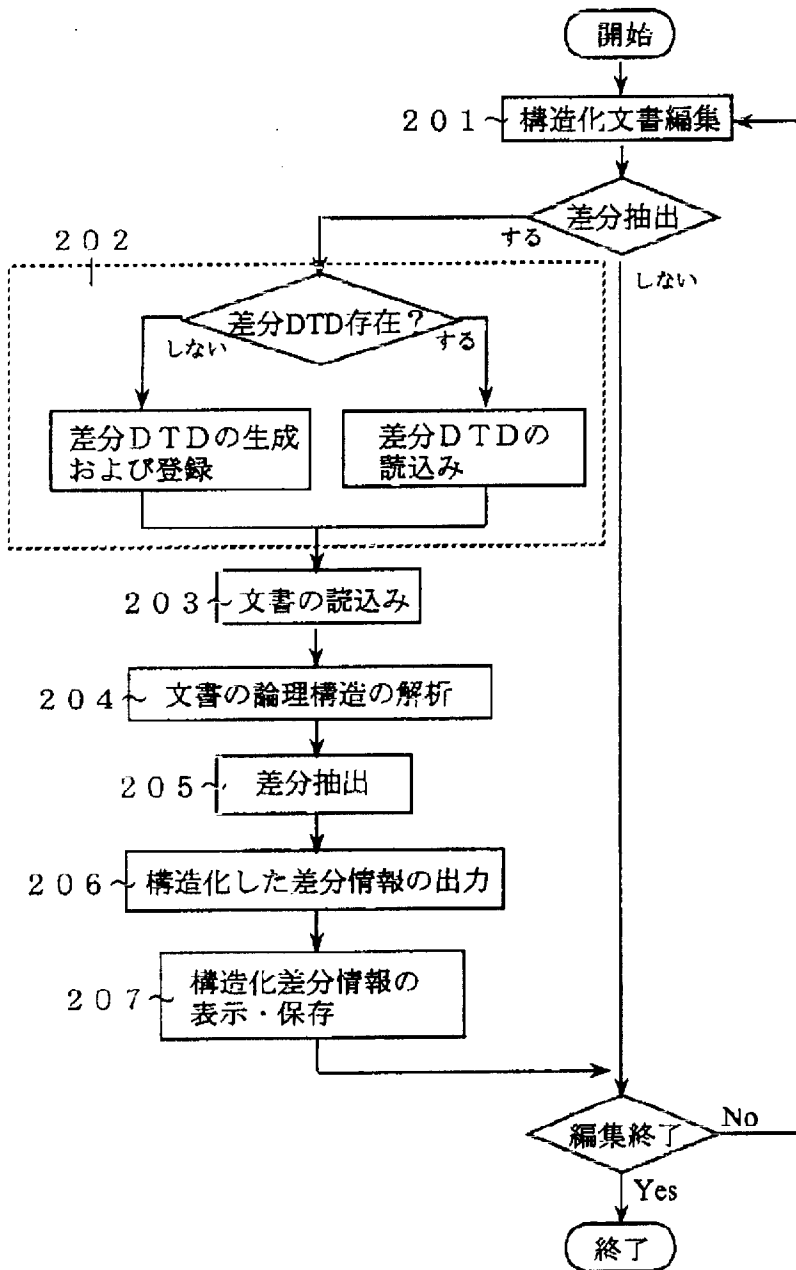 開始
201～構造化文書編集
差分抽出
する
しない
202
差分DTD存在？
しない
する
差分DTDの生成
および登録
差分DTDの
読込み
203～文書の読込み
204～文書の論理構造の解析
205～差分抽出
206～構造化した差分情報の出力
207～構造化差分情報の
表示・保存
編集終了
No
Yes
終了